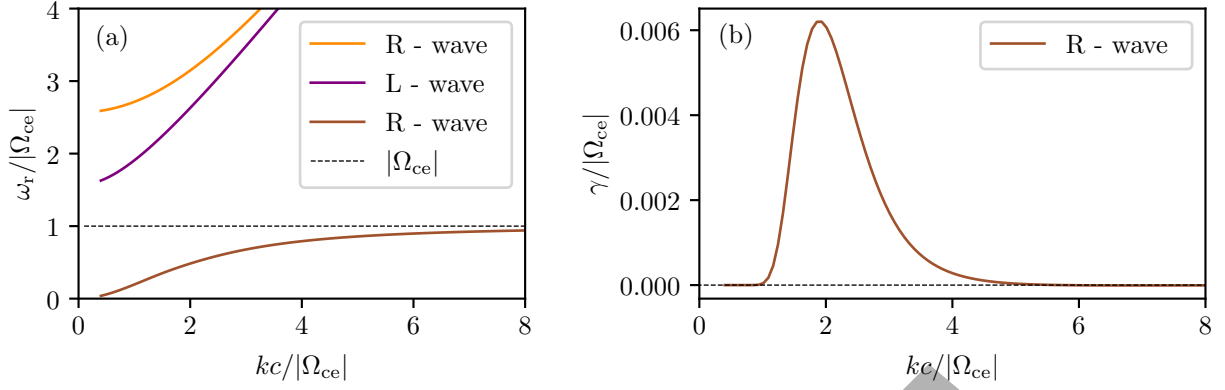 (a)
R - wave
L - wave
R - wave
|Ω_ce|
ω_r/|Ω_ce|
4
3
2
1
0
0
2
4
6
8
kc/|Ω_ce|
(b)
R - wave
γ/|Ω_ce|
0.006
0.004
0.002
0.000
0
2
4
6
8
kc/|Ω_ce|